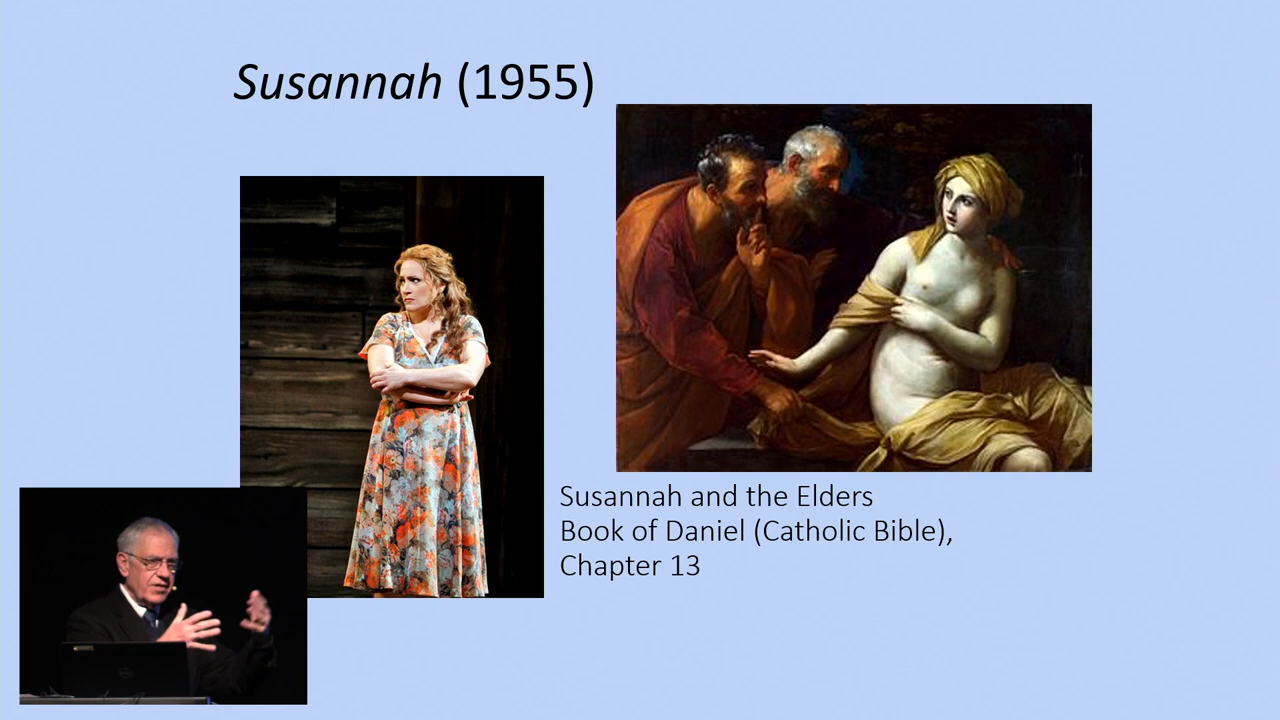 Susannah (1955)
Susannah and the Elders
Book of Daniel (Catholic Bible),
Chapter 13